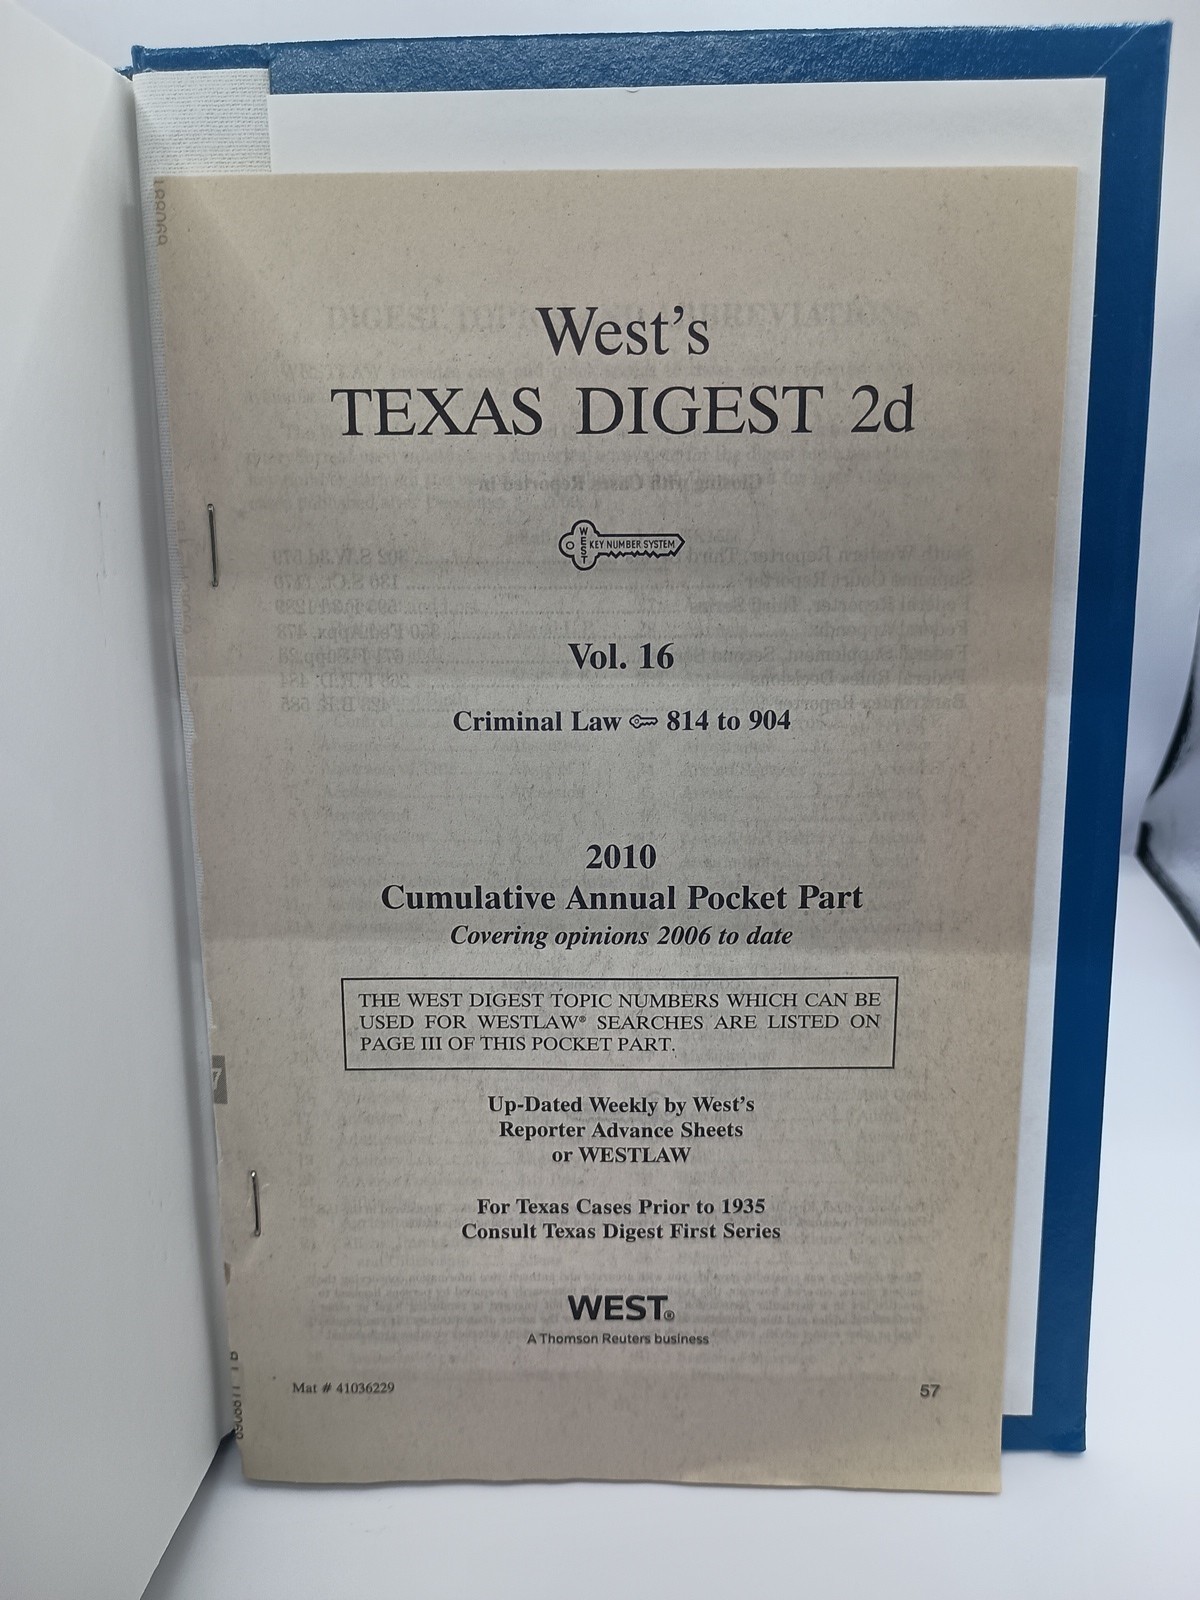 West's
TEXAS DIGEST 2d
WEST KEY NUMBER SYSTEM
Vol. 16
Criminal Law 814 to 904
2010
Cumulative Annual Pocket Part
Covering opinions 2006 to date
THE WEST DIGEST TOPIC NUMBERS WHICH CAN BE
USED FOR WESTLAW® SEARCHES ARE LISTED ON
PAGE III OF THIS POCKET PART.
Up-Dated Weekly by West's
Reporter Advance Sheets
or WESTLAW
For Texas Cases Prior to 1935
Consult Texas Digest First Series
WEST®
A Thomson Reuters business
Mat # 41036229
57